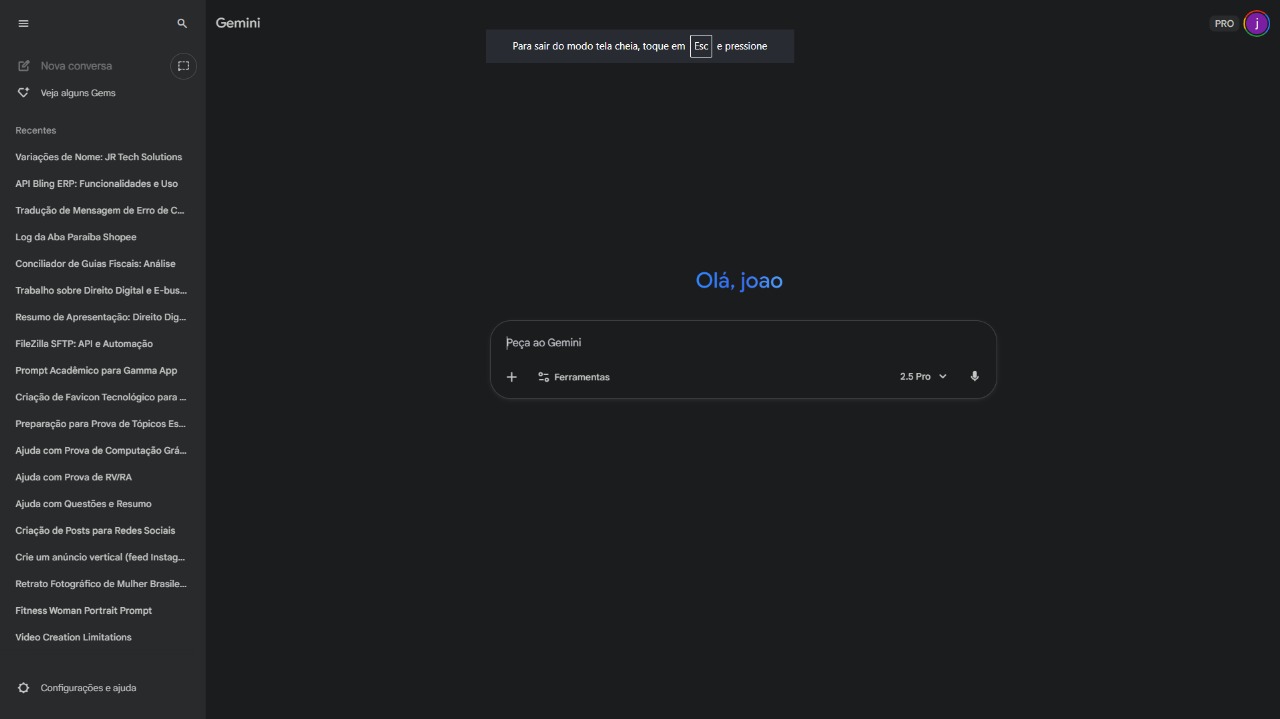 Gemini
PRO
j
Para sair do modo tela cheia, toque em Esc e pressione
Nova conversa
Veja alguns Gems
Recentes
Variações de Nome: JR Tech Solutions
API Bling ERP: Funcionalidades e Uso
Tradução de Mensagem de Erro de C...
Log da Aba Paraíba Shopee
Conciliador de Guias Fiscais: Análise
Trabalho sobre Direito Digital e E-bus...
Resumo de Apresentação: Direito Dig...
FileZilla SFTP: API e Automação
Prompt Acadêmico para Gamma App
Criação de Favicon Tecnológico para ...
Preparação para Prova de Tópicos Es...
Ajuda com Prova de Computação Grá...
Ajuda com Prova de RV/RA
Ajuda com Questões e Resumo
Criação de Posts para Redes Sociais
Crie um anúncio vertical (feed Instag...
Retrato Fotográfico de Mulher Brasile...
Fitness Woman Portrait Prompt
Video Creation Limitations
Configurações e ajuda
Olá, joao
Peça ao Gemini
Ferramentas
2.5 Pro